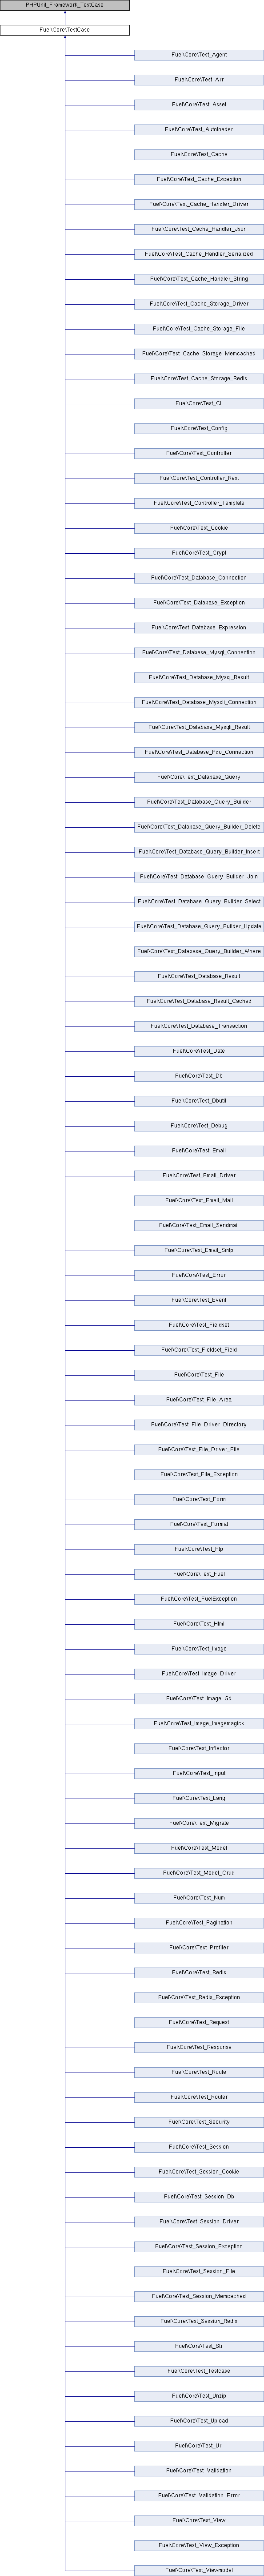 PHPUnit_Framework_TestCase
Fuel\Core\TestCase
Fuel\Core\Test_Agent
Fuel\Core\Test_Arr
Fuel\Core\Test_Asset
Fuel\Core\Test_Autoloader
Fuel\Core\Test_Cache
Fuel\Core\Test_Cache_Exception
Fuel\Core\Test_Cache_Handler_Driver
Fuel\Core\Test_Cache_Handler_Json
Fuel\Core\Test_Cache_Handler_Serialized
Fuel\Core\Test_Cache_Handler_String
Fuel\Core\Test_Cache_Storage_Driver
Fuel\Core\Test_Cache_Storage_File
Fuel\Core\Test_Cache_Storage_Memcached
Fuel\Core\Test_Cache_Storage_Redis
Fuel\Core\Test_Cli
Fuel\Core\Test_Config
Fuel\Core\Test_Controller
Fuel\Core\Test_Controller_Rest
Fuel\Core\Test_Controller_Template
Fuel\Core\Test_Cookie
Fuel\Core\Test_Crypt
Fuel\Core\Test_Database_Connection
Fuel\Core\Test_Database_Exception
Fuel\Core\Test_Database_Expression
Fuel\Core\Test_Database_Mysql_Connection
Fuel\Core\Test_Database_Mysql_Result
Fuel\Core\Test_Database_Mysqli_Connection
Fuel\Core\Test_Database_Mysqli_Result
Fuel\Core\Test_Database_Pdo_Connection
Fuel\Core\Test_Database_Query
Fuel\Core\Test_Database_Query_Builder
Fuel\Core\Test_Database_Query_Builder_Delete
Fuel\Core\Test_Database_Query_Builder_Insert
Fuel\Core\Test_Database_Query_Builder_Join
Fuel\Core\Test_Database_Query_Builder_Select
Fuel\Core\Test_Database_Query_Builder_Update
Fuel\Core\Test_Database_Query_Builder_Where
Fuel\Core\Test_Database_Result
Fuel\Core\Test_Database_Result_Cached
Fuel\Core\Test_Database_Transaction
Fuel\Core\Test_Date
Fuel\Core\Test_Db
Fuel\Core\Test_Dbutil
Fuel\Core\Test_Debug
Fuel\Core\Test_Email
Fuel\Core\Test_Email_Driver
Fuel\Core\Test_Email_Mail
Fuel\Core\Test_Email_Sendmail
Fuel\Core\Test_Email_Smtp
Fuel\Core\Test_Error
Fuel\Core\Test_Event
Fuel\Core\Test_Fieldset
Fuel\Core\Test_Fieldset_Field
Fuel\Core\Test_File
Fuel\Core\Test_File_Area
Fuel\Core\Test_File_Driver_Directory
Fuel\Core\Test_File_Driver_File
Fuel\Core\Test_File_Exception
Fuel\Core\Test_Form
Fuel\Core\Test_Format
Fuel\Core\Test_Ftp
Fuel\Core\Test_Fuel
Fuel\Core\Test_FuelException
Fuel\Core\Test_Html
Fuel\Core\Test_Image
Fuel\Core\Test_Image_Driver
Fuel\Core\Test_Image_Gd
Fuel\Core\Test_Image_Imagemagick
Fuel\Core\Test_Inflector
Fuel\Core\Test_Input
Fuel\Core\Test_Lang
Fuel\Core\Test_Migrate
Fuel\Core\Test_Model
Fuel\Core\Test_Model_Crud
Fuel\Core\Test_Num
Fuel\Core\Test_Pagination
Fuel\Core\Test_Profiler
Fuel\Core\Test_Redis
Fuel\Core\Test_Redis_Exception
Fuel\Core\Test_Request
Fuel\Core\Test_Response
Fuel\Core\Test_Route
Fuel\Core\Test_Router
Fuel\Core\Test_Security
Fuel\Core\Test_Session
Fuel\Core\Test_Session_Cookie
Fuel\Core\Test_Session_Db
Fuel\Core\Test_Session_Driver
Fuel\Core\Test_Session_Exception
Fuel\Core\Test_Session_File
Fuel\Core\Test_Session_Memcached
Fuel\Core\Test_Session_Redis
Fuel\Core\Test_Str
Fuel\Core\Test_Testcase
Fuel\Core\Test_Unzip
Fuel\Core\Test_Upload
Fuel\Core\Test_Uri
Fuel\Core\Test_Validation
Fuel\Core\Test_Validation_Error
Fuel\Core\Test_View
Fuel\Core\Test_View_Exception
Fuel\Core\Test_Viewmodel